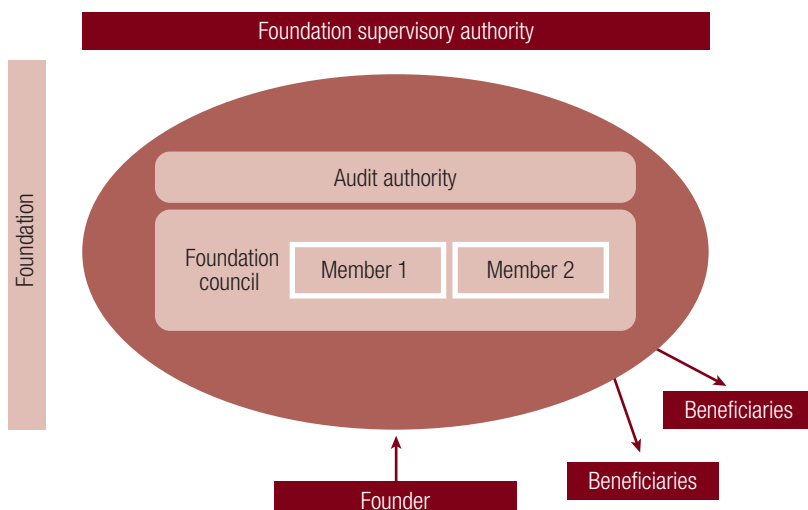 Foundation supervisory authority
Foundation
Audit authority
Foundation
council
Member 1
Member 2
Beneficiaries
Beneficiaries
Founder